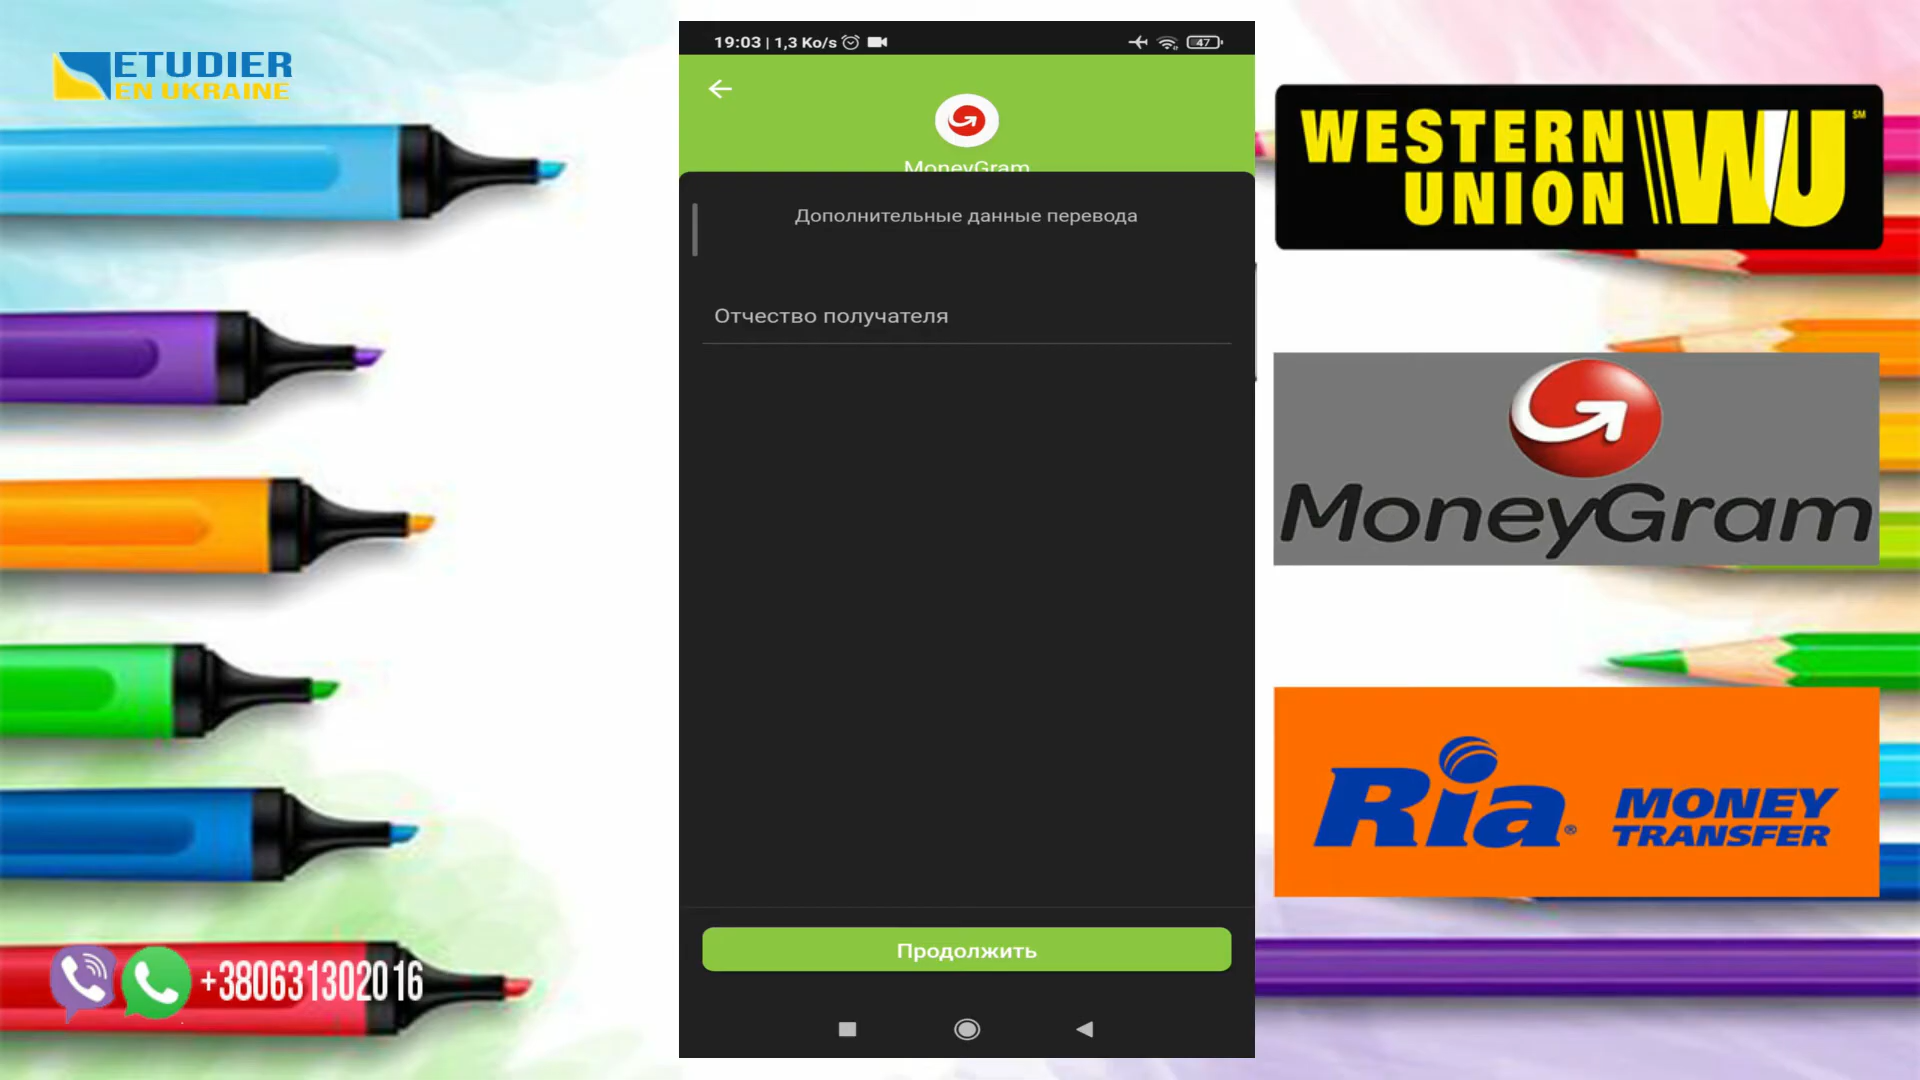 ETUDIER
EN UKRAINE
19:03 | 1,3 Ko/s
47
MoneyGram
Дополнительные данные перевода
Отчество получателя
Продолжить
WESTERN
UNION
WU
SM
MoneyGram
Ria®
MONEY
TRANSFER
+380631302016